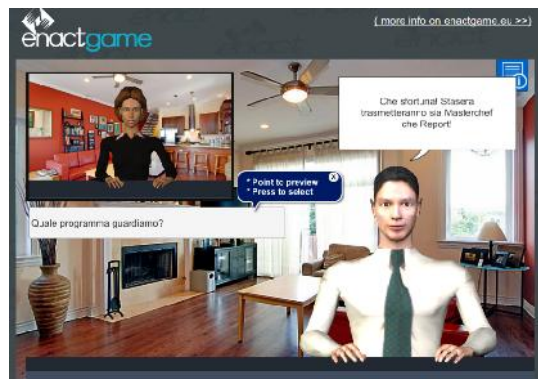 enactgame
( more info on enactgame.eu >>)
Che sfortuna! Stasera
trasmetteranno sia Masterchef
che Report!
* Point to preview
* Press to select
X
Quale programma guardiamo?